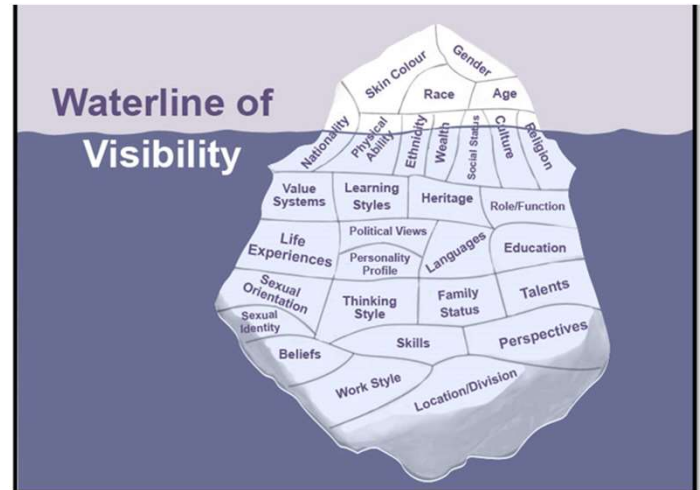 Waterline of
Visibility
Skin Colour
Gender
Race
Age
Nationality
Physical
Ability
Ethnicity
Wealth
Social Status
Culture
Religion
Value
Systems
Learning
Styles
Heritage
Role/Function
Life
Experiences
Political Views
Personality
Profile
Languages
Education
Sexual
Orientation
Sexual
Identity
Thinking
Style
Family
Status
Talents
Beliefs
Skills
Perspectives
Work Style
Location/Division